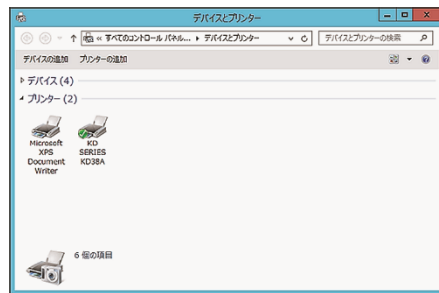 デバイスとプリンター
« すべてのコントロール パネル... ▸ デバイスとプリンター
デバイスとプリンターの検索
デバイスの追加 プリンターの追加
デバイス (4)
プリンター (2)
Microsoft
XPS
Document
Writer
KD
SERIES
KD38A
6 個の項目